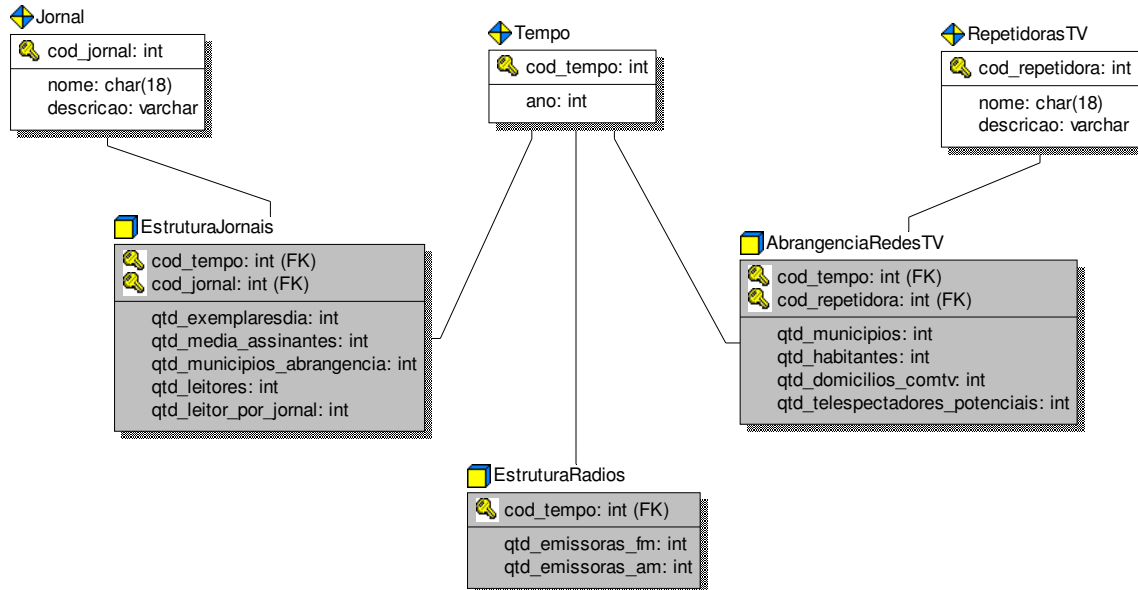 Jornal
cod_jornal: int
nome: char(18)
descricao: varchar
Tempo
cod_tempo: int
ano: int
RepetidorasTV
cod_repetidora: int
nome: char(18)
descricao: varchar
EstruturaJornais
cod_tempo: int (FK)
cod_jornal: int (FK)
qtd_exemplaresdia: int
qtd_media_assinantes: int
qtd_municipios_abrangencia: int
qtd_leitores: int
qtd_leitor_por_jornal: int
AbrangenciaRedesTV
cod_tempo: int (FK)
cod_repetidora: int (FK)
qtd_municipios: int
qtd_habitantes: int
qtd_domicilios_comtv: int
qtd_telespectadores_potenciais: int
EstruturaRadios
cod_tempo: int (FK)
qtd_emissoras_fm: int
qtd_emissoras_am: int